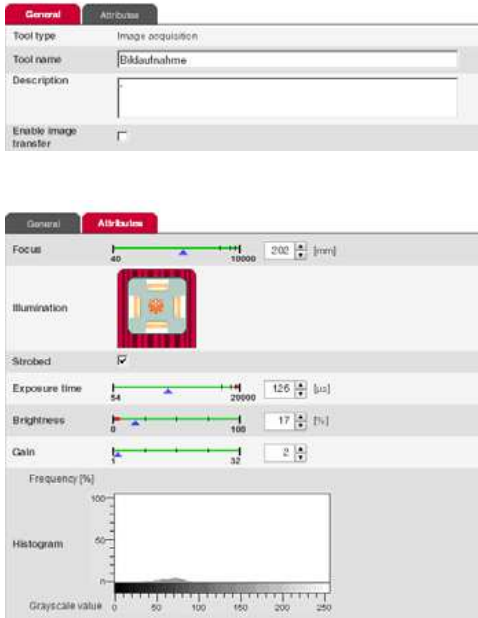 General Attributes
Tool type Image acquisition
Tool name Bildaufnahme
Description
Enable image
transfer
General Attributes
Focus 40 10000 202 [mm]
Illumination
Strobed
Exposure time 54 20000 126 [µs]
Brightness 0 100 17 [%]
Gain 1 32 2
Frequency [%]
100
50
0
Histogram
Grayscale value 0 50 100 150 200 250